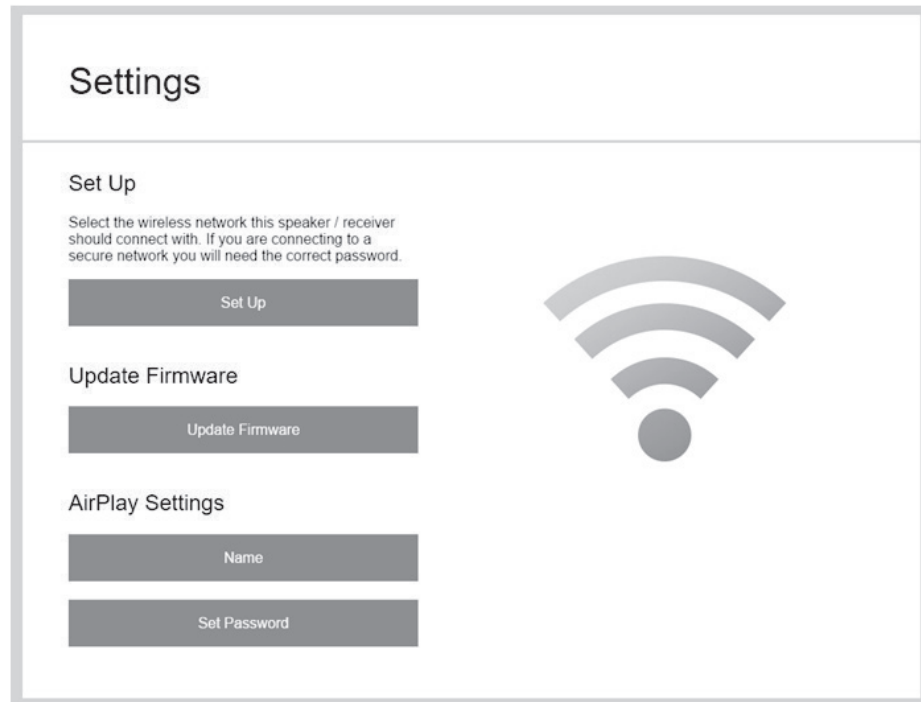 Settings
Set Up
Select the wireless network this speaker / receiver
should connect with. If you are connecting to a
secure network you will need the correct password.
Set Up
Update Firmware
Update Firmware
AirPlay Settings
Name
Set Password